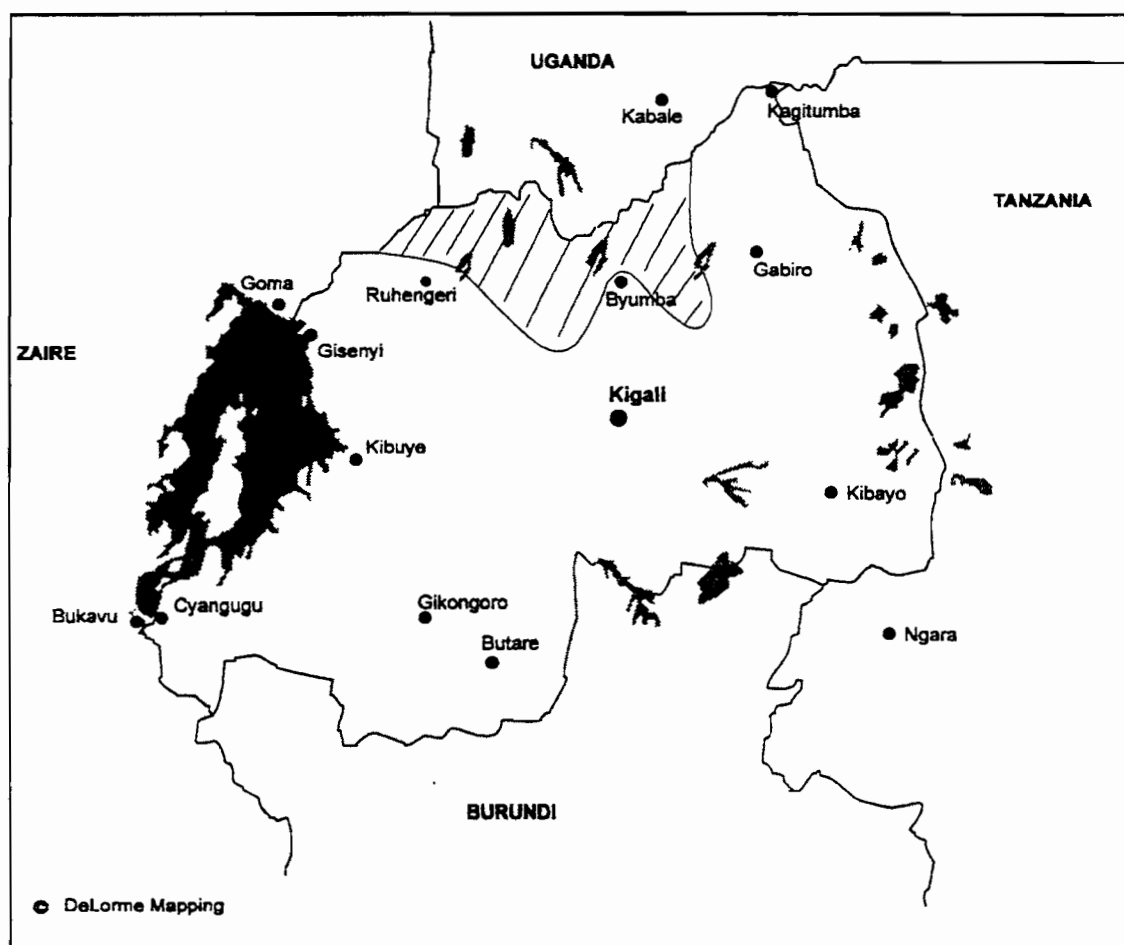 UGANDA
Kabale
Kagitumba
TANZANIA
Gabiro
Goma
Ruhengeri
Byumba
ZAIRE
Gisenyi
Kigali
Kibuye
Kibayo
Bukavu
Cyangugu
Gikongoro
Butare
Ngara
BURUNDI
© DeLorme Mapping